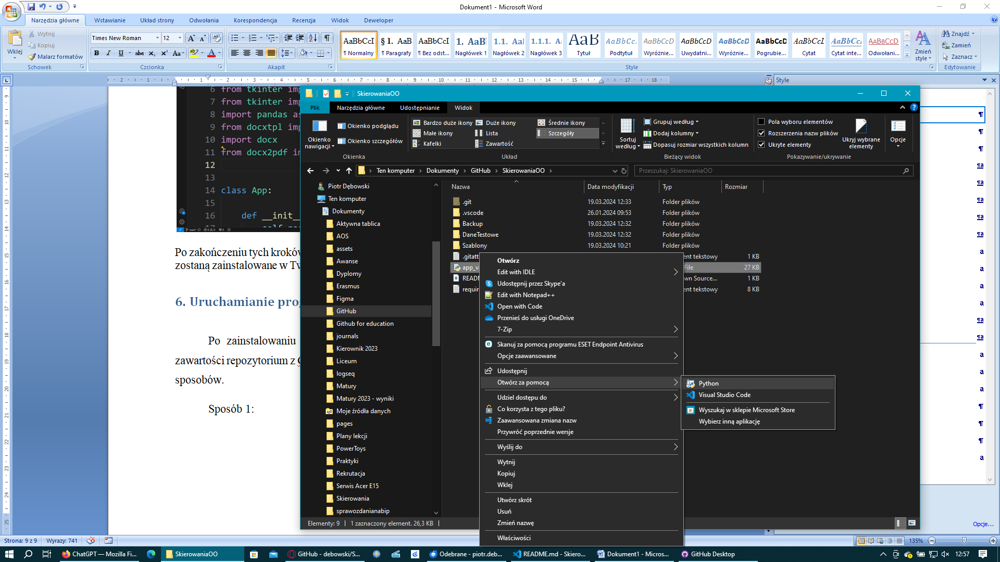 Dokument1 - Microsoft Word
Narzędzia główne Wstawianie Układ strony Odwołania Korespondencja Recenzja Widok Deweloper
Wklej
Wytnij
Kopiuj
Malarz formatów
Schowek
Times New Roman 12
Czcionka
Akapit
AaBbCcI § 1. AaB AaBbCcI 1. AaB 1.1. Aa 1.1.1. A AaB AaBbCc. AaBbCcD AaBbCcD AaBbCcD AaBbCcD AaBbCcI AaBbCcI AaBbCcD
¶ Normalny ¶ Paragrafy ¶ Bez odst... Nagłówek 1 Nagłówek 2 Nagłówek 3 Tytuł Podtytuł Wyróżnie... Uwydatni... Wyróżnie... Pogrubie... Cytat Cytat inte... Odwołani...
Zmień style
Style
Znajdź
Zamień
Zaznacz
Edytowanie
Style
6 from tkinter imp
7 from tkinter imp
8 import pandas as
9 from docxtpl imp
10 import docx
11 from docx2pdf im
12
13
14 class App:
15
16 def __init__
Po zakończeniu tych kroków
zostaną zainstalowane w Tw
6. Uruchamianie prog
Po zainstalowaniu
zawartości repozytorium z G
sposobów.
Sposób 1:
SkierowaniaOO
Plik Narzędzia główne Udostępnianie Widok
Okienko nawigacji
Okienko podglądu
Okienko szczegółów
Okienka
Bardzo duże ikony Duże ikony Średnie ikony
Małe ikony Lista Szczegóły
Kafelki Zawartość
Układ
Sortuj według
Grupuj według
Dodaj kolumny
Dopasuj rozmiar wszystkich kolumn
Bieżący widok
Pola wyboru elementów
Rozszerzenia nazw plików
Ukryte elementy
Ukryj wybrane elementy
Pokazywanie/ukrywanie
Opcje
Ten komputer Dokumenty GitHub SkierowaniaOO
Przeszukaj: SkierowaniaOO
Piotr Dębowski
Ten komputer
Dokumenty
Aktywna tablica
AOS
assets
Awanse
Dyplomy
Erasmus
Figma
GitHub
Github for education
journals
Kierownik 2023
Liceum
logseq
Matury
Matury 2023 - wyniki
Moje źródła danych
pages
Plany lekcji
PowerToys
Praktyki
Rekrutacja
Serwis Acer E15
Skierowania
sprawozdanianabip
Nazwa Data modyfikacji Typ Rozmiar
.git 19.03.2024 12:33 Folder plików
.vscode 26.01.2024 09:53 Folder plików
Backup 19.03.2024 12:32 Folder plików
DaneTestowe 19.03.2024 12:32 Folder plików
Szablony 19.03.2024 10:21 Folder plików
.gitatt ent tekstowy 1 KB
app_v File 27 KB
READ wn Source... 1 KB
requir ent tekstowy 8 KB
Otwórz
Edit with IDLE
Udostępnij przez Skype'a
Edit with Notepad++
Open with Code
Przenieś do usługi OneDrive
7-Zip
Skanuj za pomocą programu ESET Endpoint Antivirus
Opcje zaawansowane
Udostępnij
Otwórz za pomocą
Udziel dostępu do
Co korzysta z tego pliku?
Zaawansowana zmiana nazw
Przywróć poprzednie wersje
Wyślij do
Wytnij
Kopiuj
Wklej
Utwórz skrót
Usuń
Zmień nazwę
Właściwości
Python
Visual Studio Code
Wyszukaj w sklepie Microsoft Store
Wybierz inną aplikację
Elementy: 9 1 zaznaczony element. 26,3 KB
Opcje...
Strona: 9 z 9 Wyrazy: 741 135%
ChatGPT — Mozilla Fi... SkierowaniaOO GitHub - debowski/S... Odebrane - piotr.deb... README.md - Skiero... Dokument1 - Micros... GitHub Desktop 12:57